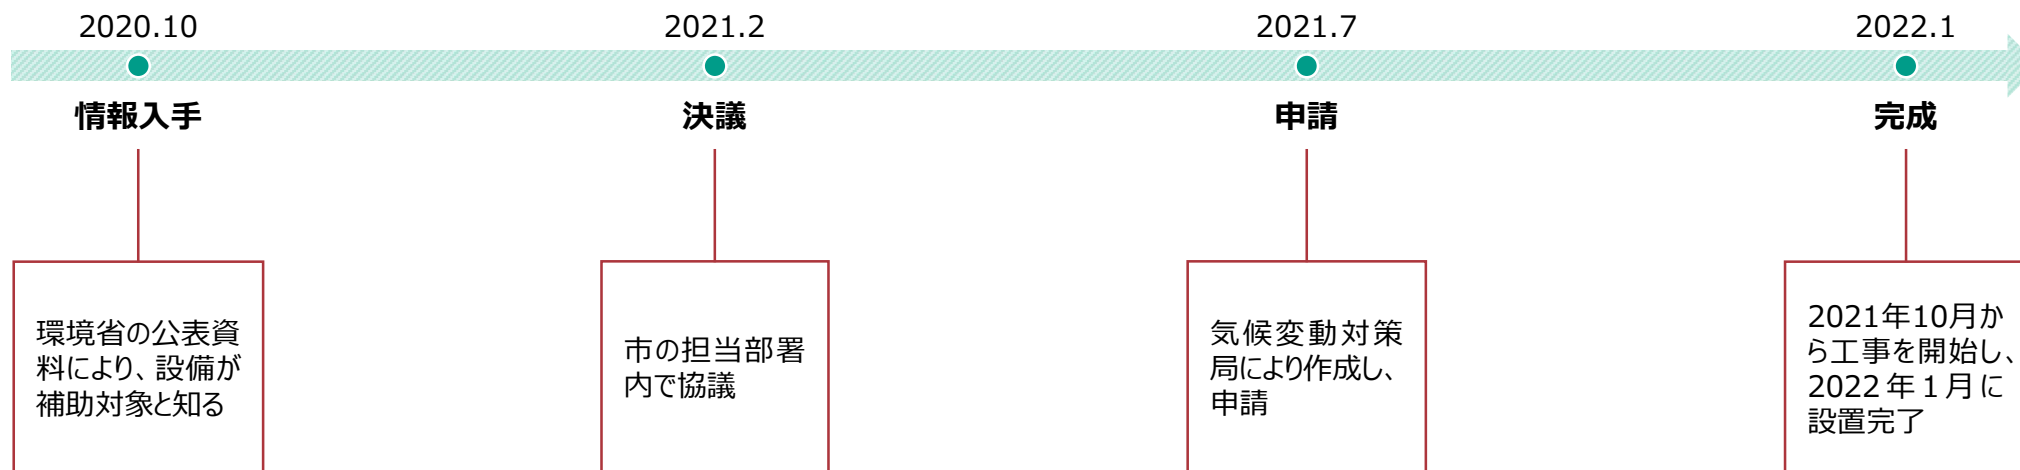 2020.10
2021.2
2021.7
2022.1
情報入手
決議
申請
完成
環境省の公表資
料により、設備が
補助対象と知る
市の担当部署
内で協議
気候変動対策
局により作成し、
申請
2021年10月か
ら工事を開始し、
2022年1月に
設置完了